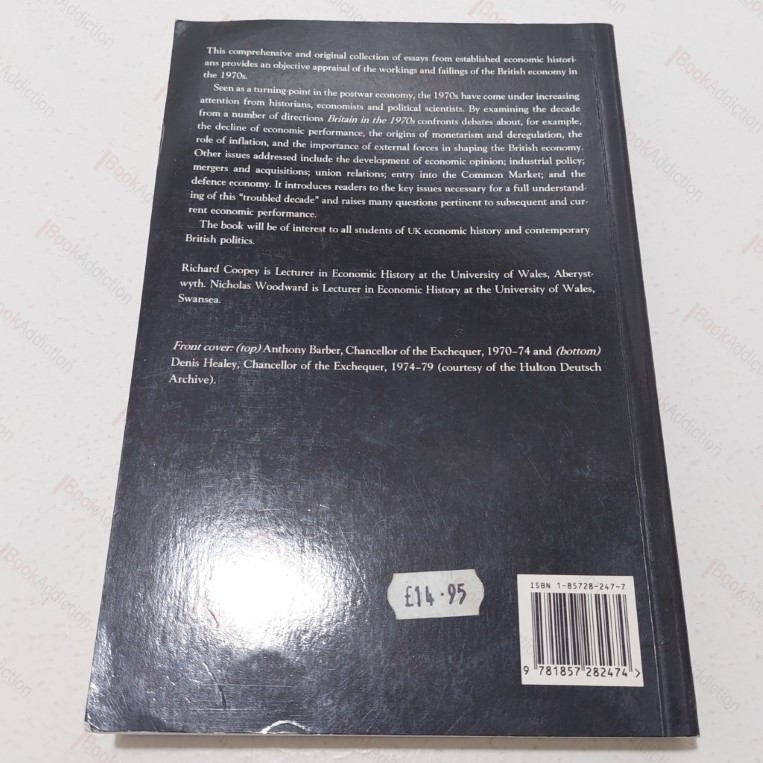 This comprehensive and original collection of essays from established economic histori-
ans provides an objective appraisal of the workings and failings of the British economy in
the 1970s.
Seen as a turning-point in the postwar economy, the 1970s have come under increasing
attention from historians, economists and political scientists. By examining the decade
from a number of directions Britain in the 1970s confronts debates about, for example,
the decline of economic performance, the origins of monetarism and deregulation, the
role of inflation, and the importance of external forces in shaping the British economy.
Other issues addressed include the development of economic opinion; industrial policy;
mergers and acquisitions; union relations; entry into the Common Market; and the
defence economy. It introduces readers to the key issues necessary for a full understand-
ing of this "troubled decade" and raises many questions pertinent to subsequent and cur-
rent economic performance.
The book will be of interest to all students of UK economic history and contemporary
British politics.
Richard Coopey is Lecturer in Economic History at the University of Wales, Aberyst-
wyth. Nicholas Woodward is Lecturer in Economic History at the University of Wales,
Swansea.
Front cover: (top) Anthony Barber, Chancellor of the Exchequer, 1970–74 and (bottom)
Denis Healey, Chancellor of the Exchequer, 1974–79 (courtesy of the Hulton Deutsch
Archive).
£14.95
ISBN 1-85728-247-7
9 781857 282474 >
BookAddiction